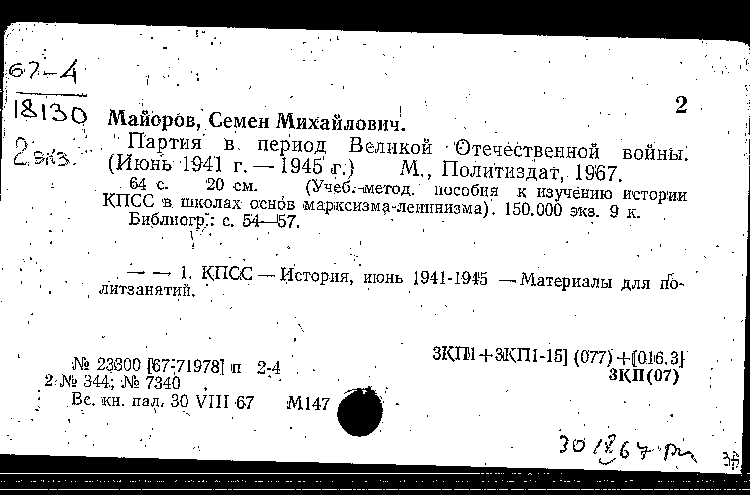 67-4
18130
2 экз.
2
Майоров, Семен Михайлович.
Партия в период Великой Отечественной войны.
(Июнь 1941 г. — 1945 г.) М., Политиздат, 1967.
64 с. 20 см. (Учеб.-метод. пособия к изучению истории
КПСС в школах основ марксизма-ленинизма). 150.000 экз. 9 к.
Библиогр.: с. 54—57.
— — 1. КПСС — История, июнь 1941-1945 — Материалы для по-
литзанятий.
3КП1+3КП1-15] (077)+[016.3]
3КП(07)
№ 23300 [67-71978] п 2-4
2 № 344; № 7340
Вс. кн. пал. 30 VIII 67 М147